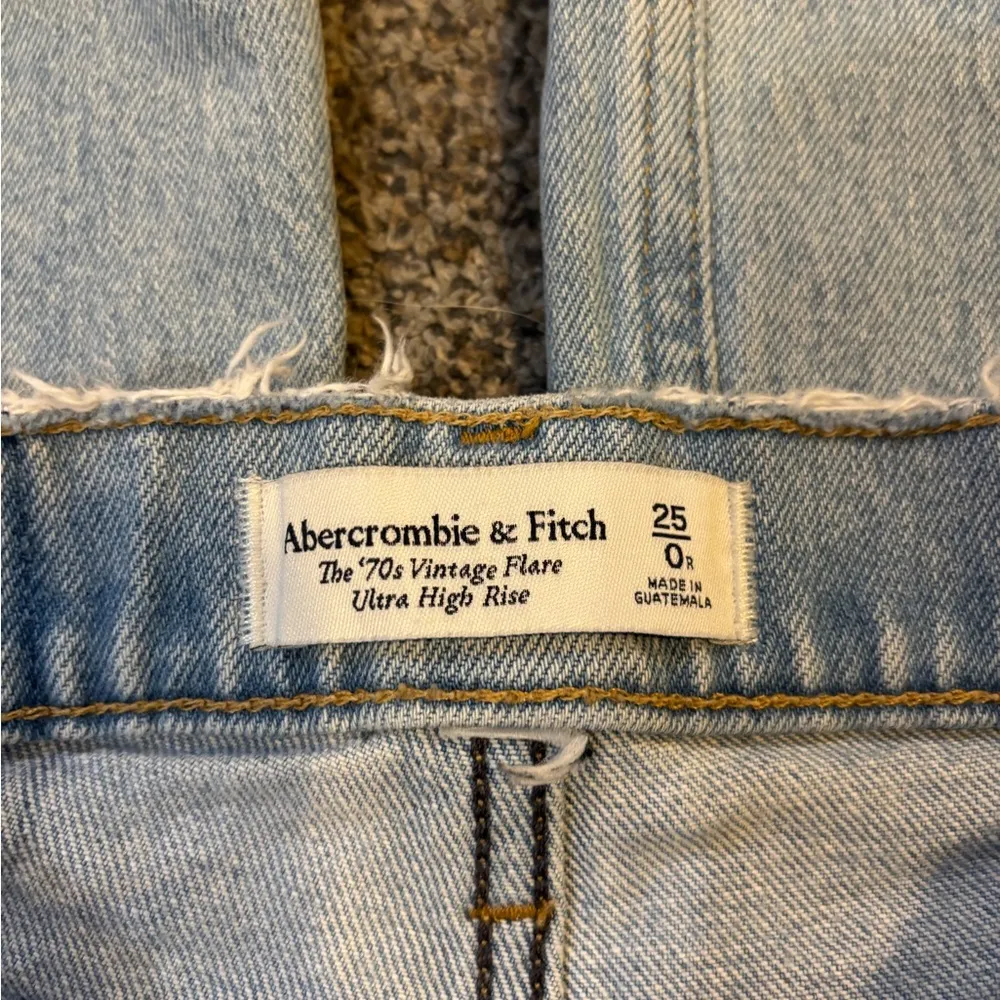 Abercrombie & Fitch
The '70s Vintage Flare
Ultra High Rise
25
0R
MADE IN
GUATEMALA